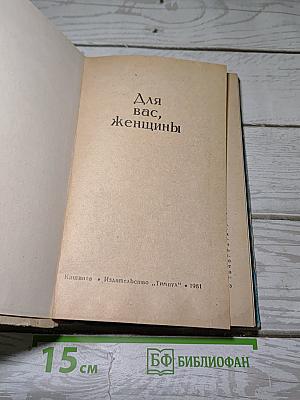 Для
вас,
женщины
Кишинев • Издательство „Тимпул" • 1981
15 см
БФ БИБЛИОФАН